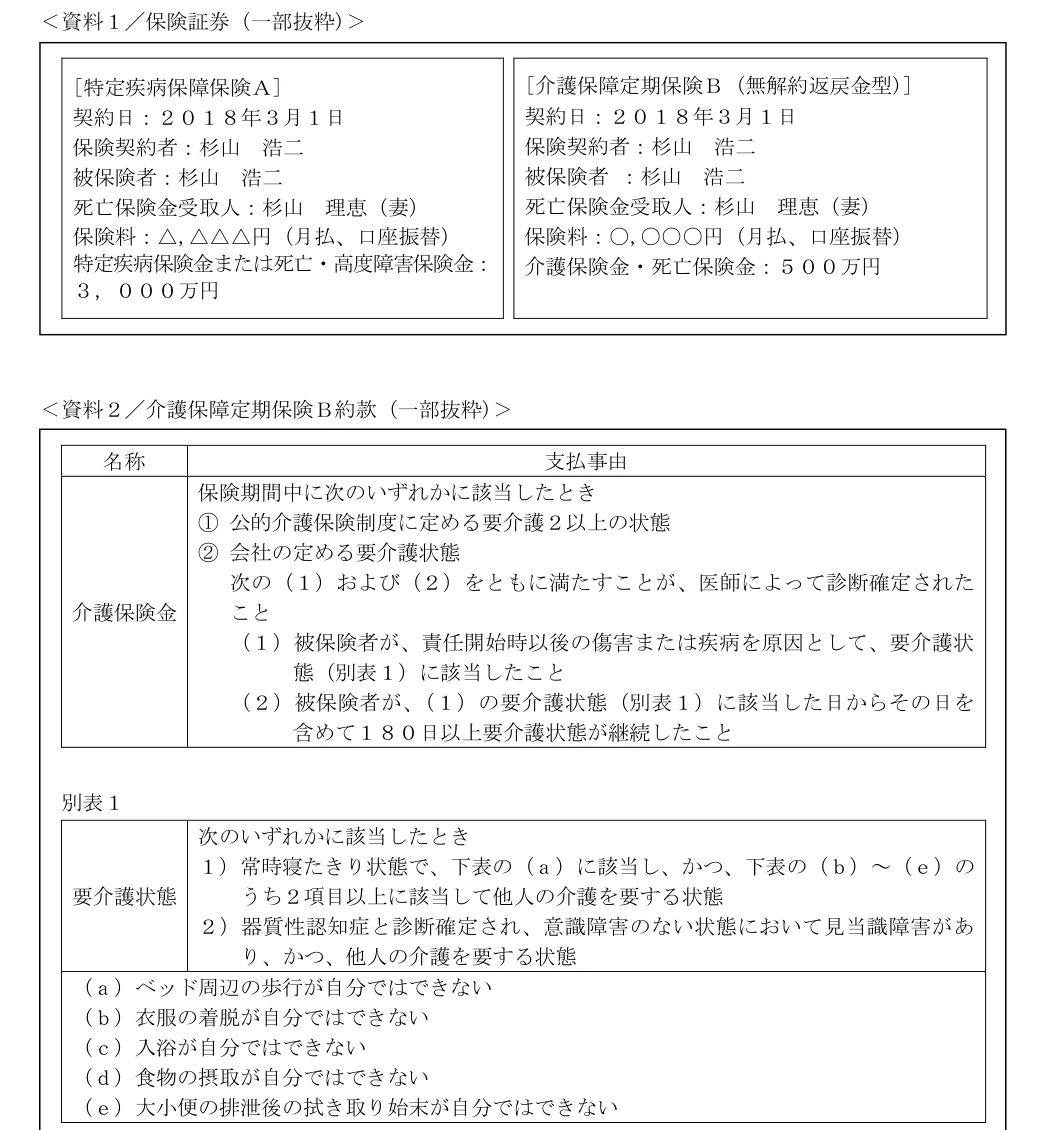 ＜資料１／保険証券（一部抜粋）＞
［特定疾病保障保険Ａ］
契約日：２０１８年３月１日
保険契約者：杉山　浩二
被保険者：杉山　浩二
死亡保険金受取人：杉山　理恵（妻）
保険料：△，△△△円（月払、口座振替）
特定疾病保険金または死亡・高度障害保険金：
３，０００万円
［介護保障定期保険Ｂ（無解約返戻金型）］
契約日：２０１８年３月１日
保険契約者：杉山　浩二
被保険者　：杉山　浩二
死亡保険金受取人：杉山　理恵（妻）
保険料：○，○○○円（月払、口座振替）
介護保険金・死亡保険金：５００万円
＜資料２／介護保障定期保険Ｂ約款（一部抜粋）＞
名称　支払事由
介護保険金
保険期間中に次のいずれかに該当したとき
① 公的介護保険制度に定める要介護２以上の状態
② 会社の定める要介護状態
次の（１）および（２）をともに満たすことが、医師によって診断確定された
こと
（１）被保険者が、責任開始時以後の傷害または疾病を原因として、要介護状
態（別表１）に該当したこと
（２）被保険者が、（１）の要介護状態（別表１）に該当した日からその日を
含めて１８０日以上要介護状態が継続したこと
別表１
要介護状態
次のいずれかに該当したとき
１）常時寝たきり状態で、下表の（ａ）に該当し、かつ、下表の（ｂ）～（ｅ）の
うち２項目以上に該当して他人の介護を要する状態
２）器質性認知症と診断確定され、意識障害のない状態において見当識障害があ
り、かつ、他人の介護を要する状態
（ａ）ベッド周辺の歩行が自分ではできない
（ｂ）衣服の着脱が自分ではできない
（ｃ）入浴が自分ではできない
（ｄ）食物の摂取が自分ではできない
（ｅ）大小便の排泄後の拭き取り始末が自分ではできない